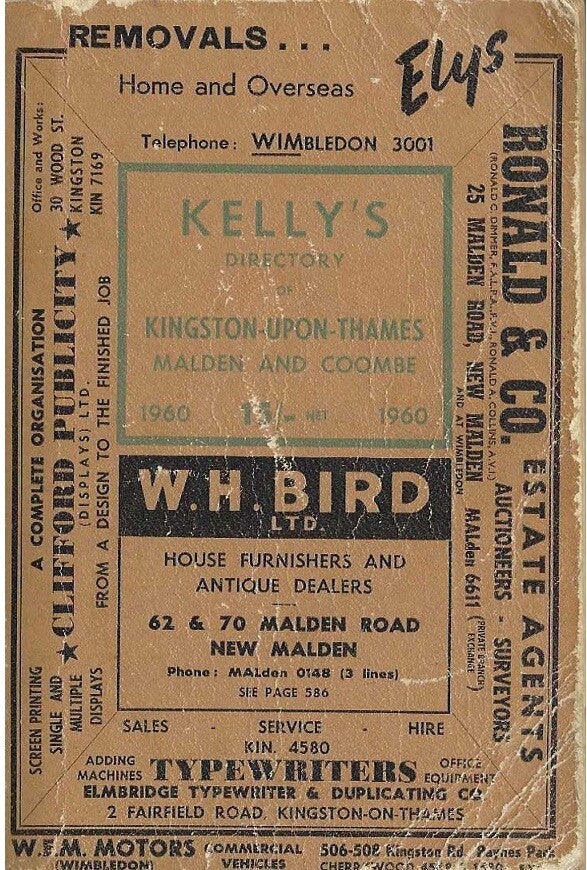 REMOVALS . . .
Elys
Home and Overseas
Telephone: WIMBLEDON 3001
KELLY'S
DIRECTORY
OF
KINGSTON-UPON-THAMES
MALDEN AND COOMBE
1960 15/- NET 1960
W. H. BIRD
LTD.
HOUSE FURNISHERS AND
ANTIQUE DEALERS
62 & 70 MALDEN ROAD
NEW MALDEN
Phone: MALden 0148 (3 lines)
SEE PAGE 586
Office and Works:
30 WOOD ST.
KINGSTON
KIN 7169
A COMPLETE ORGANISATION
★ CLIFFORD PUBLICITY ★
(DISPLAYS) LTD.
FROM A DESIGN TO THE FINISHED JOB
SCREEN PRINTING
SINGLE AND
MULTIPLE
DISPLAYS
RONALD & CO. ESTATE AGENTS
(RONALD C. DIMMER, F.A.L.P.A., F.V.I., RONALD A. COLLINS, A.V.I.)
AUCTIONEERS - SURVEYORS
25 MALDEN ROAD, NEW MALDEN MALden 6611
(PRIVATE BRANCH EXCHANGE)
AND AT WIMBLEDON
SALES - SERVICE - HIRE
KIN. 4580
ADDING MACHINES TYPEWRITERS OFFICE EQUIPMENT
ELMBRIDGE TYPEWRITER & DUPLICATING CO
2 FAIRFIELD ROAD, KINGSTON-ON-THAMES
W.J.M. MOTORS COMMERCIAL 506-508 Kingston Rd. Paynes Park
(WIMBLEDON) VEHICLES